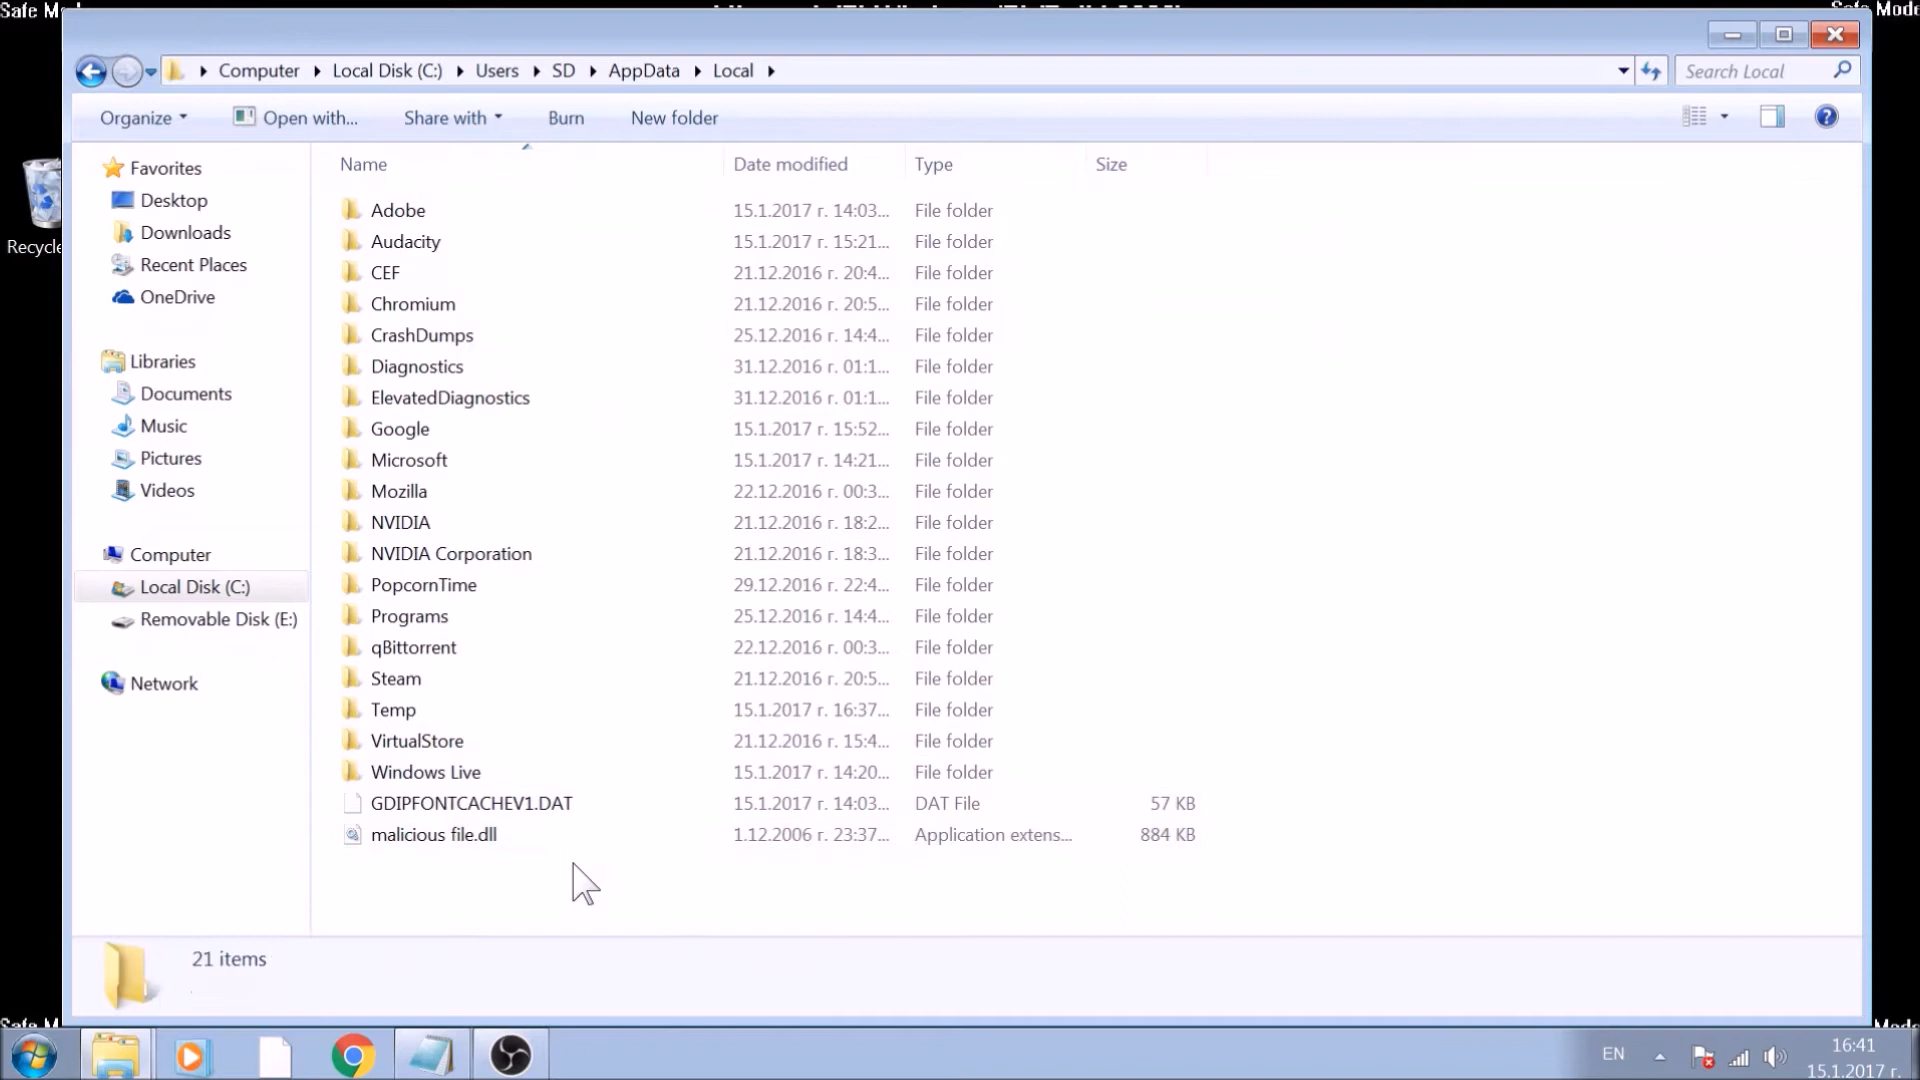 Safe Mode
Computer Local Disk (C:) Users SD AppData Local
Search Local
Organize Open with... Share with Burn New folder
Recycle
Favorites
Desktop
Downloads
Recent Places
OneDrive
Libraries
Documents
Music
Pictures
Videos
Computer
Local Disk (C:)
Removable Disk (E:)
Network
Name Date modified Type Size
Adobe 15.1.2017 г. 14:03... File folder
Audacity 15.1.2017 г. 15:21... File folder
CEF 21.12.2016 г. 20:4... File folder
Chromium 21.12.2016 г. 20:5... File folder
CrashDumps 25.12.2016 г. 14:4... File folder
Diagnostics 31.12.2016 г. 01:1... File folder
ElevatedDiagnostics 31.12.2016 г. 01:1... File folder
Google 15.1.2017 г. 15:52... File folder
Microsoft 15.1.2017 г. 14:21... File folder
Mozilla 22.12.2016 г. 00:3... File folder
NVIDIA 21.12.2016 г. 18:2... File folder
NVIDIA Corporation 21.12.2016 г. 18:3... File folder
PopcornTime 29.12.2016 г. 22:4... File folder
Programs 25.12.2016 г. 14:4... File folder
qBittorrent 22.12.2016 г. 00:3... File folder
Steam 21.12.2016 г. 20:5... File folder
Temp 15.1.2017 г. 16:37... File folder
VirtualStore 21.12.2016 г. 15:4... File folder
Windows Live 15.1.2017 г. 14:20... File folder
GDIPFONTCACHEV1.DAT 15.1.2017 г. 14:03... DAT File 57 KB
malicious file.dll 1.12.2006 г. 23:37... Application extens... 884 KB
21 items
EN
16:41
15.1.2017 г.